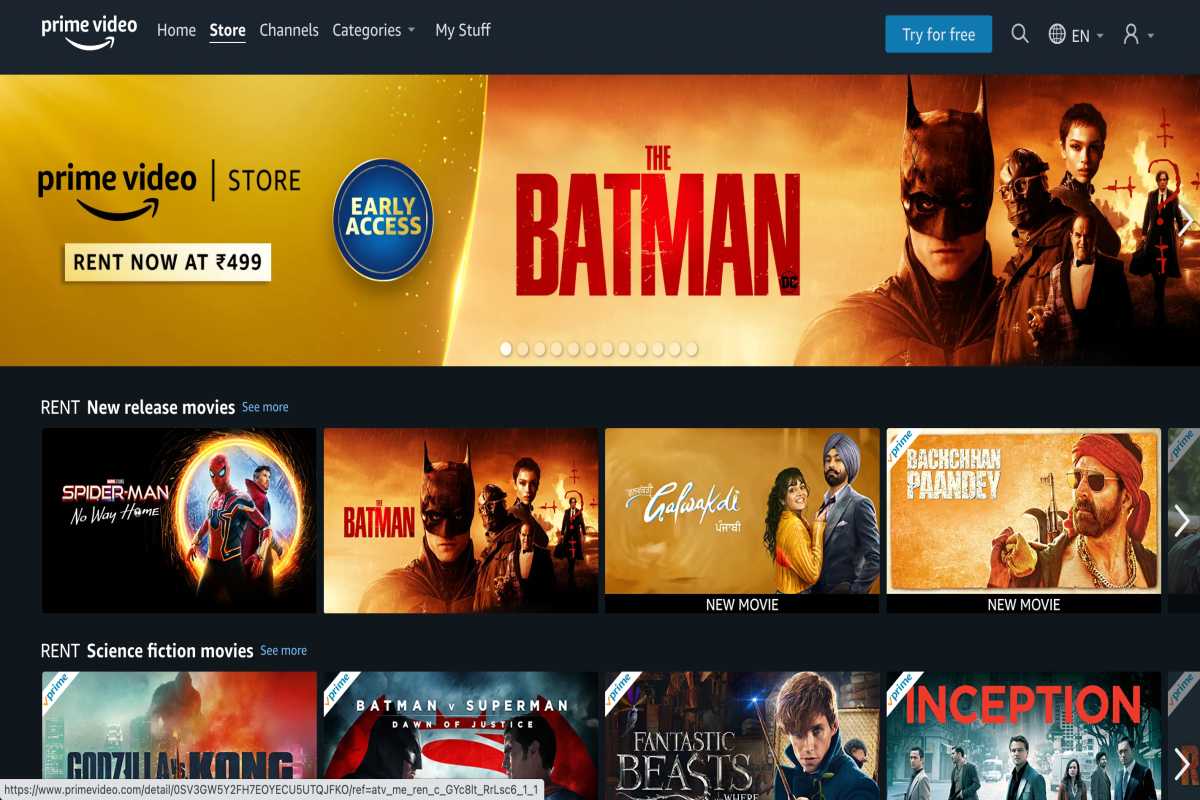 prime video Home Store Channels Categories My Stuff Try for free EN
prime video | STORE
RENT NOW AT ₹499
EARLY
ACCESS
THE
BATMAN
DC
RENT New release movies See more
SPIDER-MAN
No Way Home
THE
BATMAN
Galwakdi
ਪੰਜਾਬੀ
NEW MOVIE
prime
BACHCHHAN
PAANDEY
NEW MOVIE
prime
RENT Science fiction movies See more
prime
GODZILLA vs. KONG
prime
BATMAN v SUPERMAN
DAWN OF JUSTICE
prime
FANTASTIC
BEASTS
WHERE
prime
INCEPTION
prime
https://www.primevideo.com/detail/0SV3GW5Y2FH7EOYECU5UTQJFKO/ref=atv_me_ren_c_GYc8lt_RrLsc6_1_1